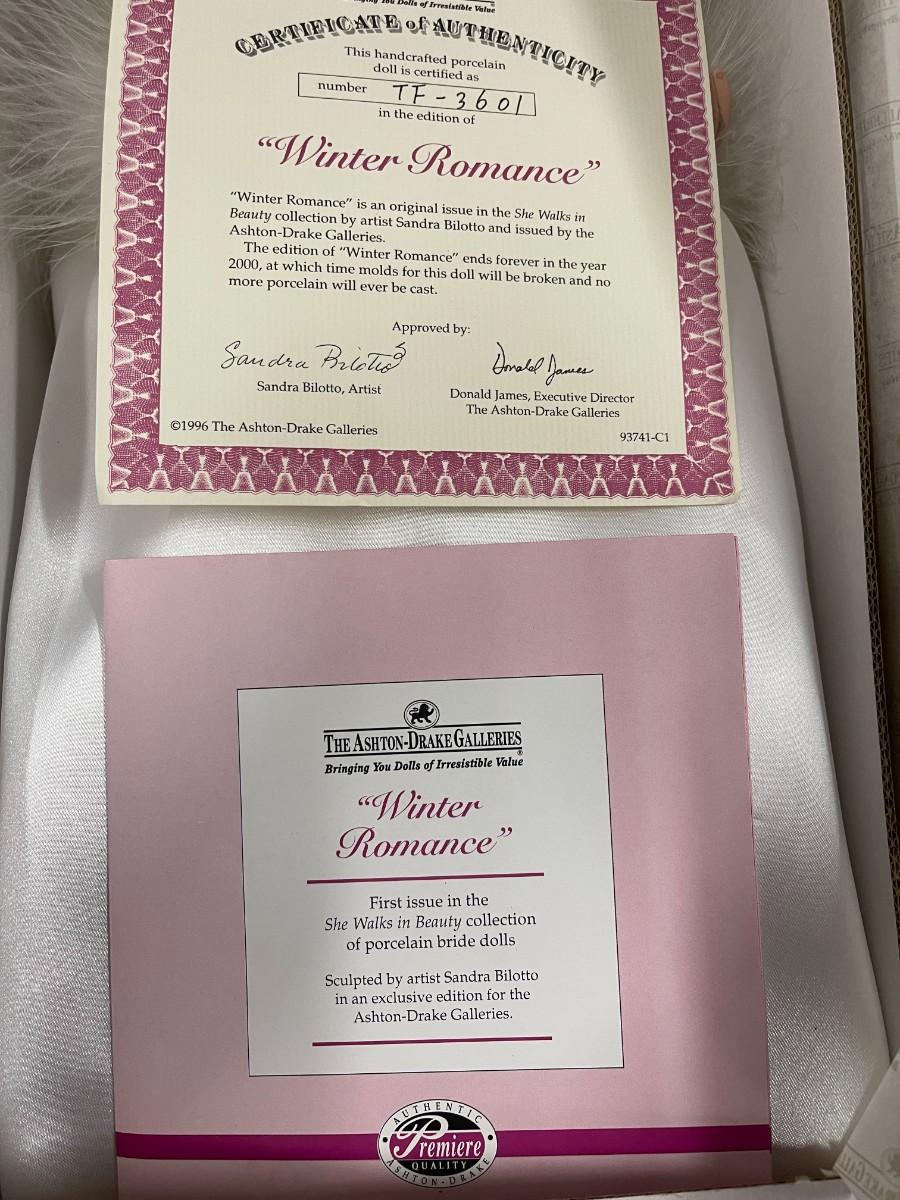 You Dolls of Irresistible Value
CERTIFICATE of AUTHENTICITY
This handcrafted porcelain
doll is certified as
number TF-3601
in the edition of
“Winter Romance”
“Winter Romance” is an original issue in the She Walks in
Beauty collection by artist Sandra Bilotto and issued by the
Ashton-Drake Galleries.
The edition of “Winter Romance” ends forever in the year
2000, at which time molds for this doll will be broken and no
more porcelain will ever be cast.
Approved by:
Sandra Bilotto Donald James
Sandra Bilotto, Artist
Donald James, Executive Director
The Ashton-Drake Galleries
©1996 The Ashton-Drake Galleries
93741-C1
THE ASHTON-DRAKE GALLERIES®
Bringing You Dolls of Irresistible Value
“Winter
Romance”
First issue in the
She Walks in Beauty collection
of porcelain bride dolls
Sculpted by artist Sandra Bilotto
in an exclusive edition for the
Ashton-Drake Galleries.
AUTHENTIC
Premiere
QUALITY
ASHTON-DRAKE